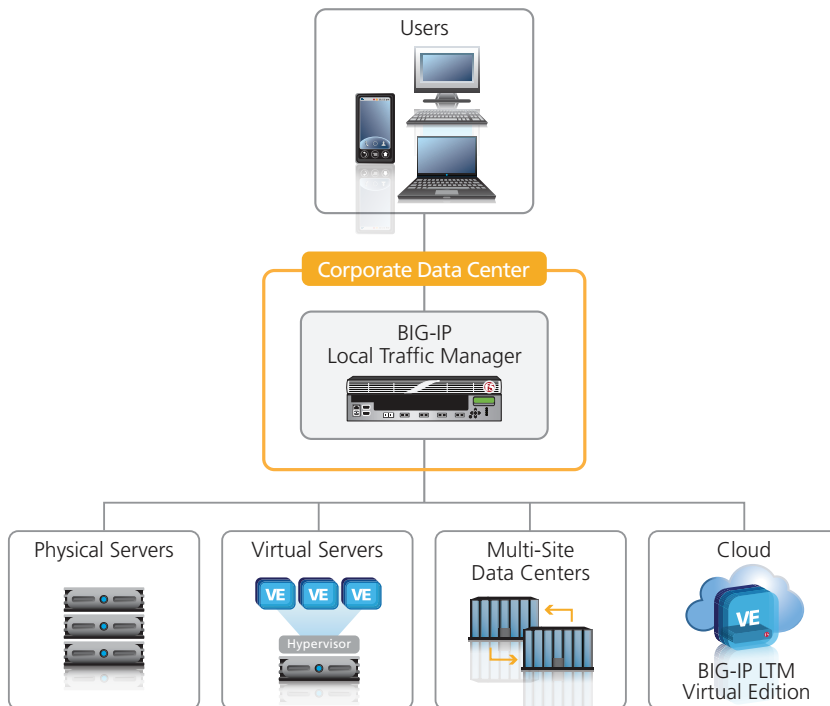 Users
Corporate Data Center
BIG-IP
Local Traffic Manager
f5
Physical Servers
Virtual Servers
VE VE VE
Hypervisor
Multi-Site
Data Centers
Cloud
VE
BIG-IP LTM
Virtual Edition